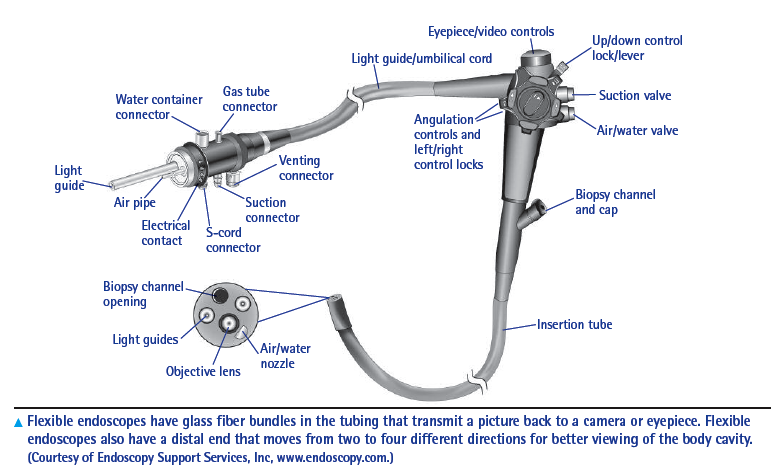 Eyepiece/video controls
Up/down control
lock/lever
Light guide/umbilical cord
Water container
connector
Gas tube
connector
Suction valve
Angulation
controls and
left/right
control locks
Air/water valve
Venting
connector
Light
guide
Air pipe
Suction
connector
Electrical
contact
S-cord
connector
Biopsy channel
and cap
Biopsy channel
opening
Insertion tube
Light guides
Air/water
nozzle
Objective lens
▲ Flexible endoscopes have glass fiber bundles in the tubing that transmit a picture back to a camera or eyepiece. Flexible
endoscopes also have a distal end that moves from two to four different directions for better viewing of the body cavity.
(Courtesy of Endoscopy Support Services, Inc, www.endoscopy.com.)